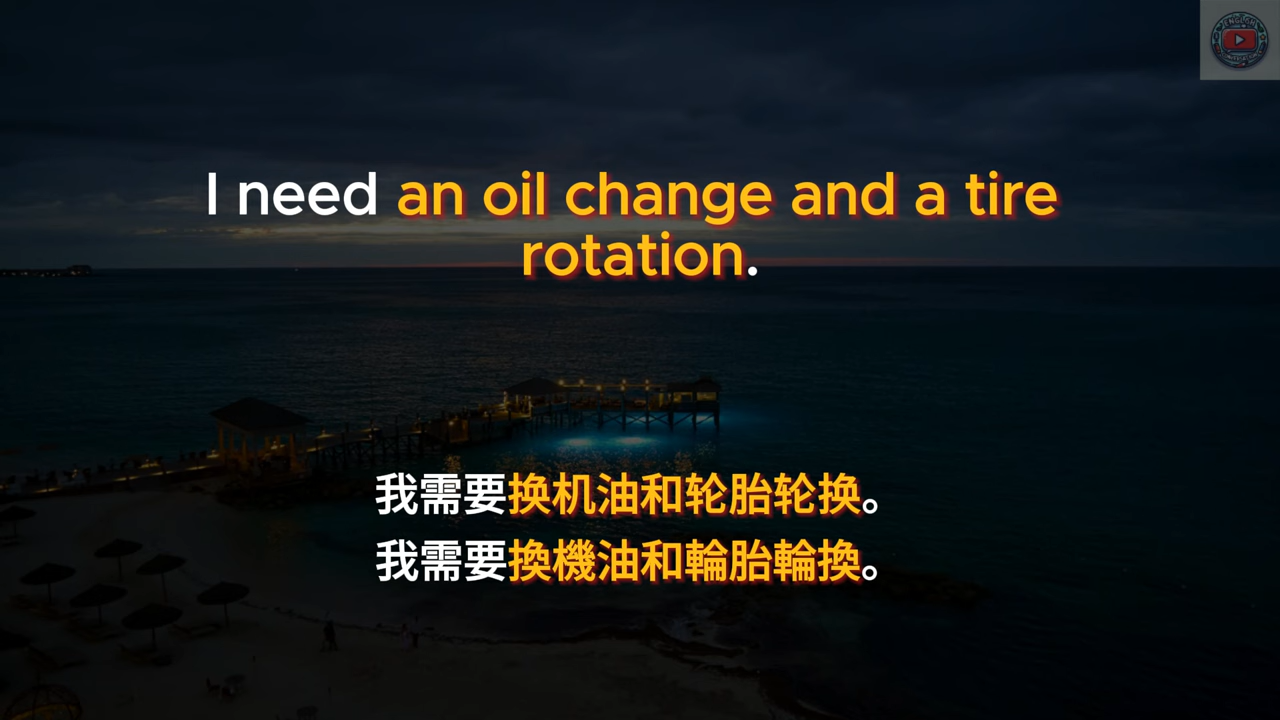 I need an oil change and a tire
rotation.
我需要换机油和轮胎轮换。
我需要換機油和輪胎輪換。